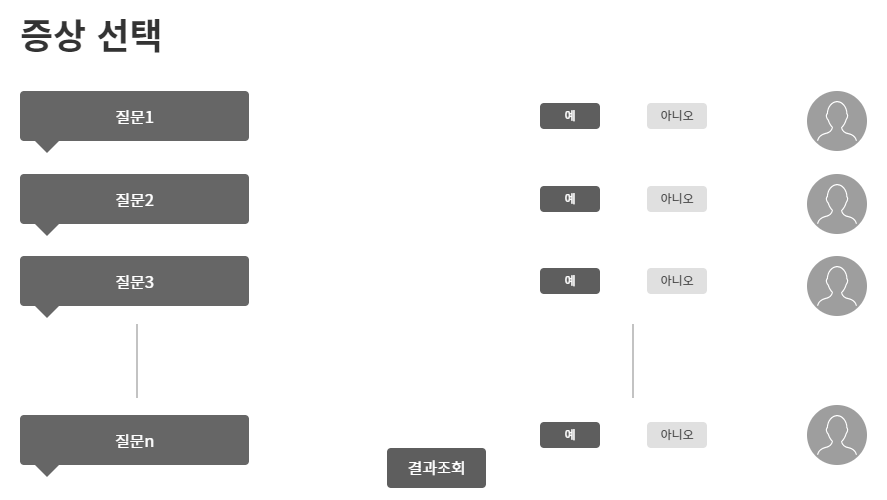 증상 선택
질문1 예 아니오
질문2 예 아니오
질문3 예 아니오
질문n 예 아니오
결과조회